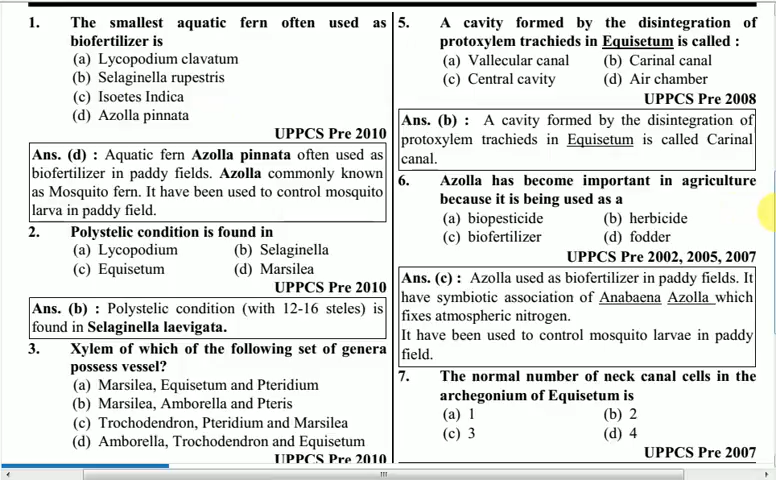 1. The smallest aquatic fern often used as
biofertilizer is
(a) Lycopodium clavatum
(b) Selaginella rupestris
(c) Isoetes Indica
(d) Azolla pinnata
UPPCS Pre 2010
Ans. (d) : Aquatic fern Azolla pinnata often used as
biofertilizer in paddy fields. Azolla commonly known
as Mosquito fern. It have been used to control mosquito
larva in paddy field.
2. Polystelic condition is found in
(a) Lycopodium (b) Selaginella
(c) Equisetum (d) Marsilea
UPPCS Pre 2010
Ans. (b) : Polystelic condition (with 12-16 steles) is
found in Selaginella laevigata.
3. Xylem of which of the following set of genera
possess vessel?
(a) Marsilea, Equisetum and Pteridium
(b) Marsilea, Amborella and Pteris
(c) Trochodendron, Pteridium and Marsilea
(d) Amborella, Trochodendron and Equisetum
UPPCS Pre 2010
5. A cavity formed by the disintegration of
protoxylem trachieds in Equisetum is called :
(a) Vallecular canal (b) Carinal canal
(c) Central cavity (d) Air chamber
UPPCS Pre 2008
Ans. (b) : A cavity formed by the disintegration of
protoxylem trachieds in Equisetum is called Carinal
canal.
6. Azolla has become important in agriculture
because it is being used as a
(a) biopesticide (b) herbicide
(c) biofertilizer (d) fodder
UPPCS Pre 2002, 2005, 2007
Ans. (c) : Azolla used as biofertilizer in paddy fields. It
have symbiotic association of Anabaena Azolla which
fixes atmospheric nitrogen.
It have been used to control mosquito larvae in paddy
field.
7. The normal number of neck canal cells in the
archegonium of Equisetum is
(a) 1 (b) 2
(c) 3 (d) 4
UPPCS Pre 2007